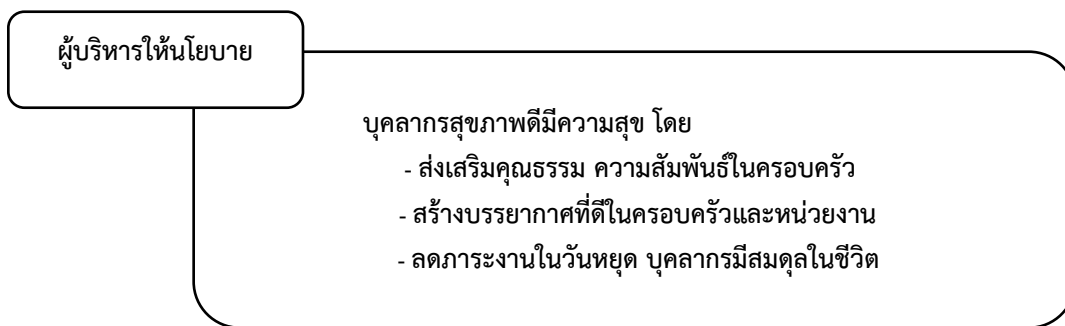 ผู้บริหารให้นโยบาย
บุคลากรสุขภาพดีมีความสุข โดย
- ส่งเสริมคุณธรรม ความสัมพันธ์ในครอบครัว
- สร้างบรรยากาศที่ดีในครอบครัวและหน่วยงาน
- ลดภาระงานในวันหยุด บุคลากรมีสมดุลในชีวิต